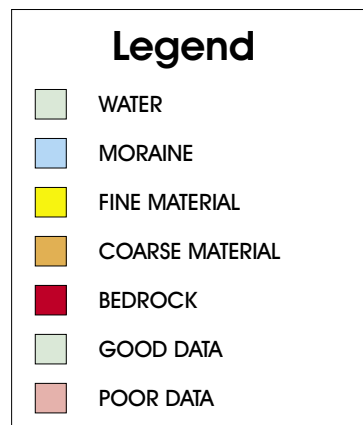 Legend
WATER
MORAINE
FINE MATERIAL
COARSE MATERIAL
BEDROCK
GOOD DATA
POOR DATA